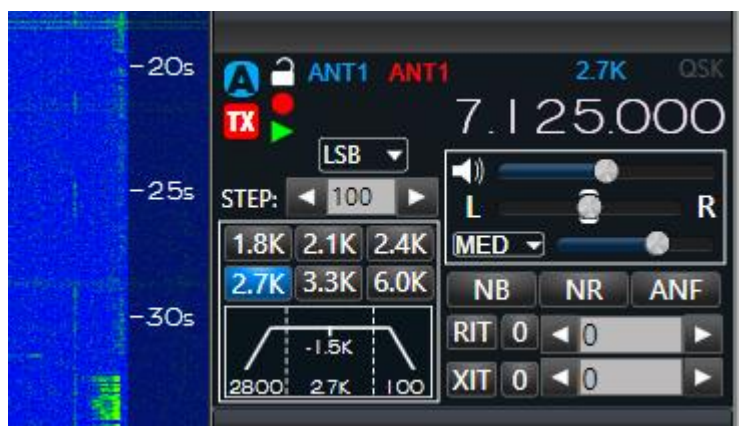 -20s
-25s
-30s
A ANT1 ANT1 2.7K QSK
TX 7.125.000
LSB
STEP: 100
L R
MED
1.8K 2.1K 2.4K
2.7K 3.3K 6.0K
-1.5K
2800 2.7K 100
NB NR ANF
RIT 0 0
XIT 0 0